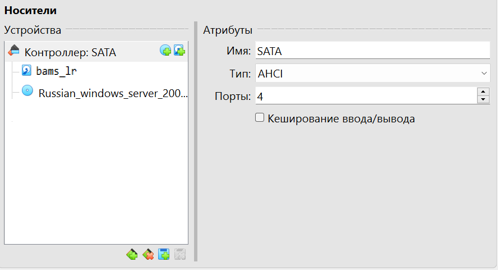 Носители
Устройства
Контроллер: SATA
bams_lr
Russian_windows_server_200...
Атрибуты
Имя: SATA
Тип: AHCI
Порты: 4
Кеширование ввода/вывода